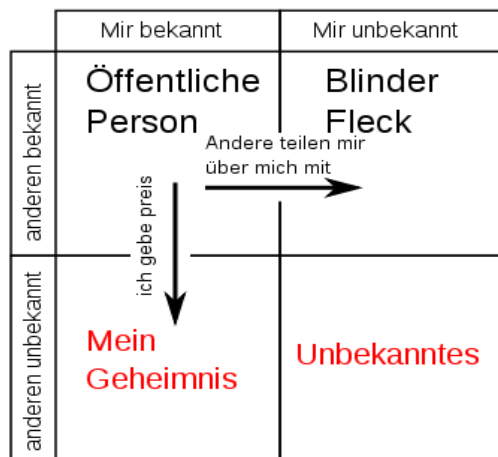 Mir bekannt
Mir unbekannt
anderen bekannt
Öffentliche
Person
Blinder
Fleck
Andere teilen mir
über mich mit
ich gebe preis
anderen unbekannt
Mein
Geheimnis
Unbekanntes